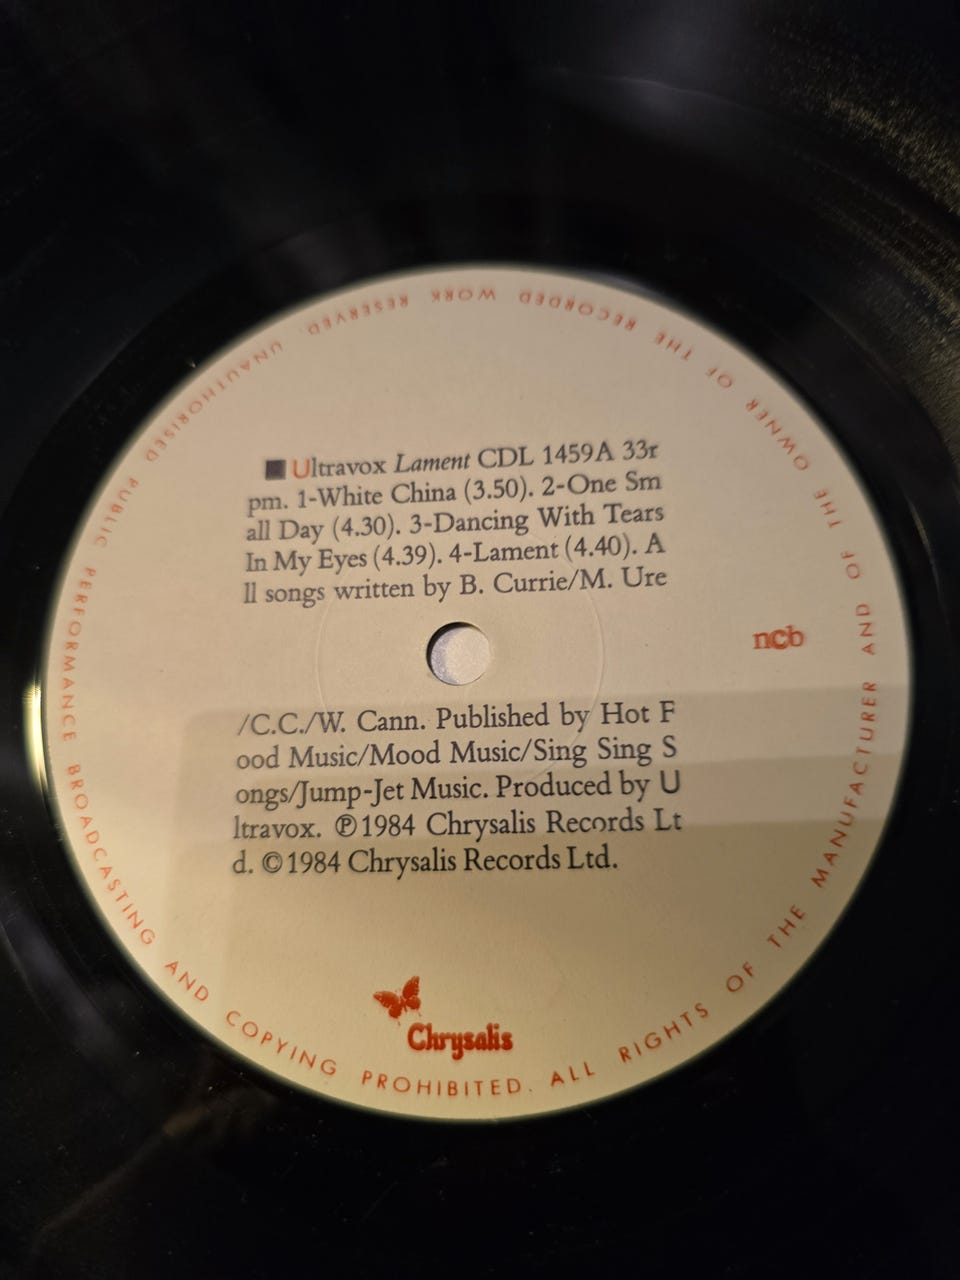 Ultravox Lament CDL 1459A 33r
pm. 1-White China (3.50). 2-One Sm
all Day (4.30). 3-Dancing With Tears
In My Eyes (4.39). 4-Lament (4.40). A
ll songs written by B. Currie/M. Ure
ncb
/C.C./W. Cann. Published by Hot F
ood Music/Mood Music/Sing Sing S
ongs/Jump-Jet Music. Produced by U
ltravox. ℗1984 Chrysalis Records Lt
d. ©1984 Chrysalis Records Ltd.
Chrysalis
ALL RIGHTS OF THE MANUFACTURER AND OF THE OWNER OF THE RECORDED WORK RESERVED. UNAUTHORISED PUBLIC PERFORMANCE BROADCASTING AND COPYING PROHIBITED.